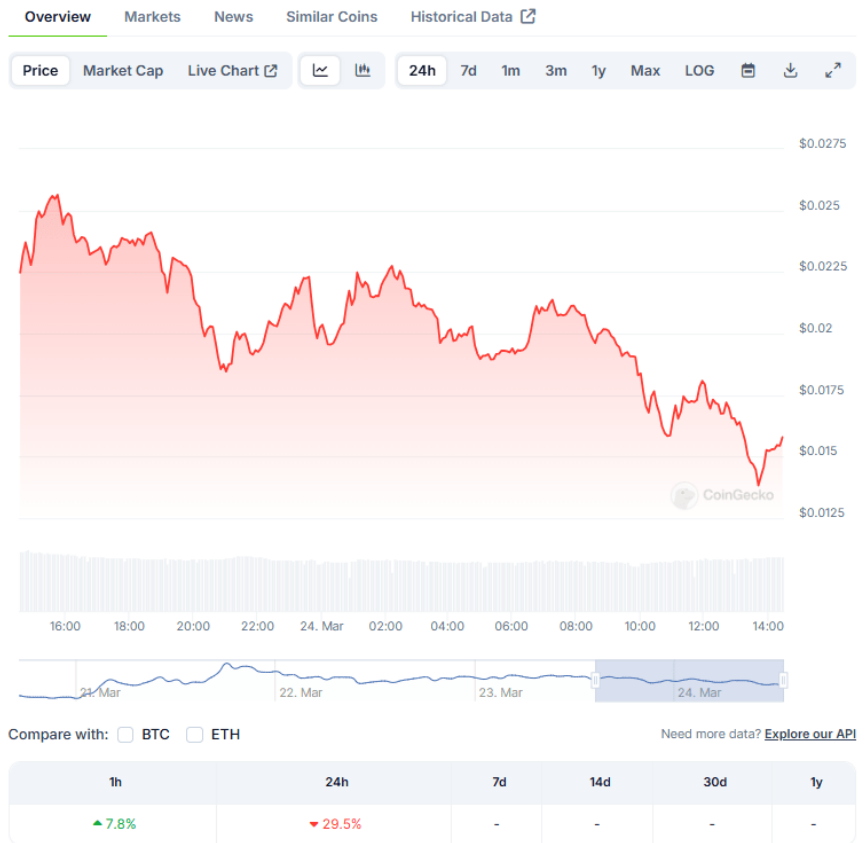 Overview Markets News Similar Coins Historical Data
Price Market Cap Live Chart 24h 7d 1m 3m 1y Max LOG
$0.0275
$0.025
$0.0225
$0.02
$0.0175
$0.015
CoinGecko
$0.0125
16:00 18:00 20:00 22:00 24. Mar 02:00 04:00 06:00 08:00 10:00 12:00 14:00
21. Mar 22. Mar 23. Mar 24. Mar
Compare with: BTC ETH Need more data? Explore our API
1h 24h 7d 14d 30d 1y
7.8% 29.5% - - - -